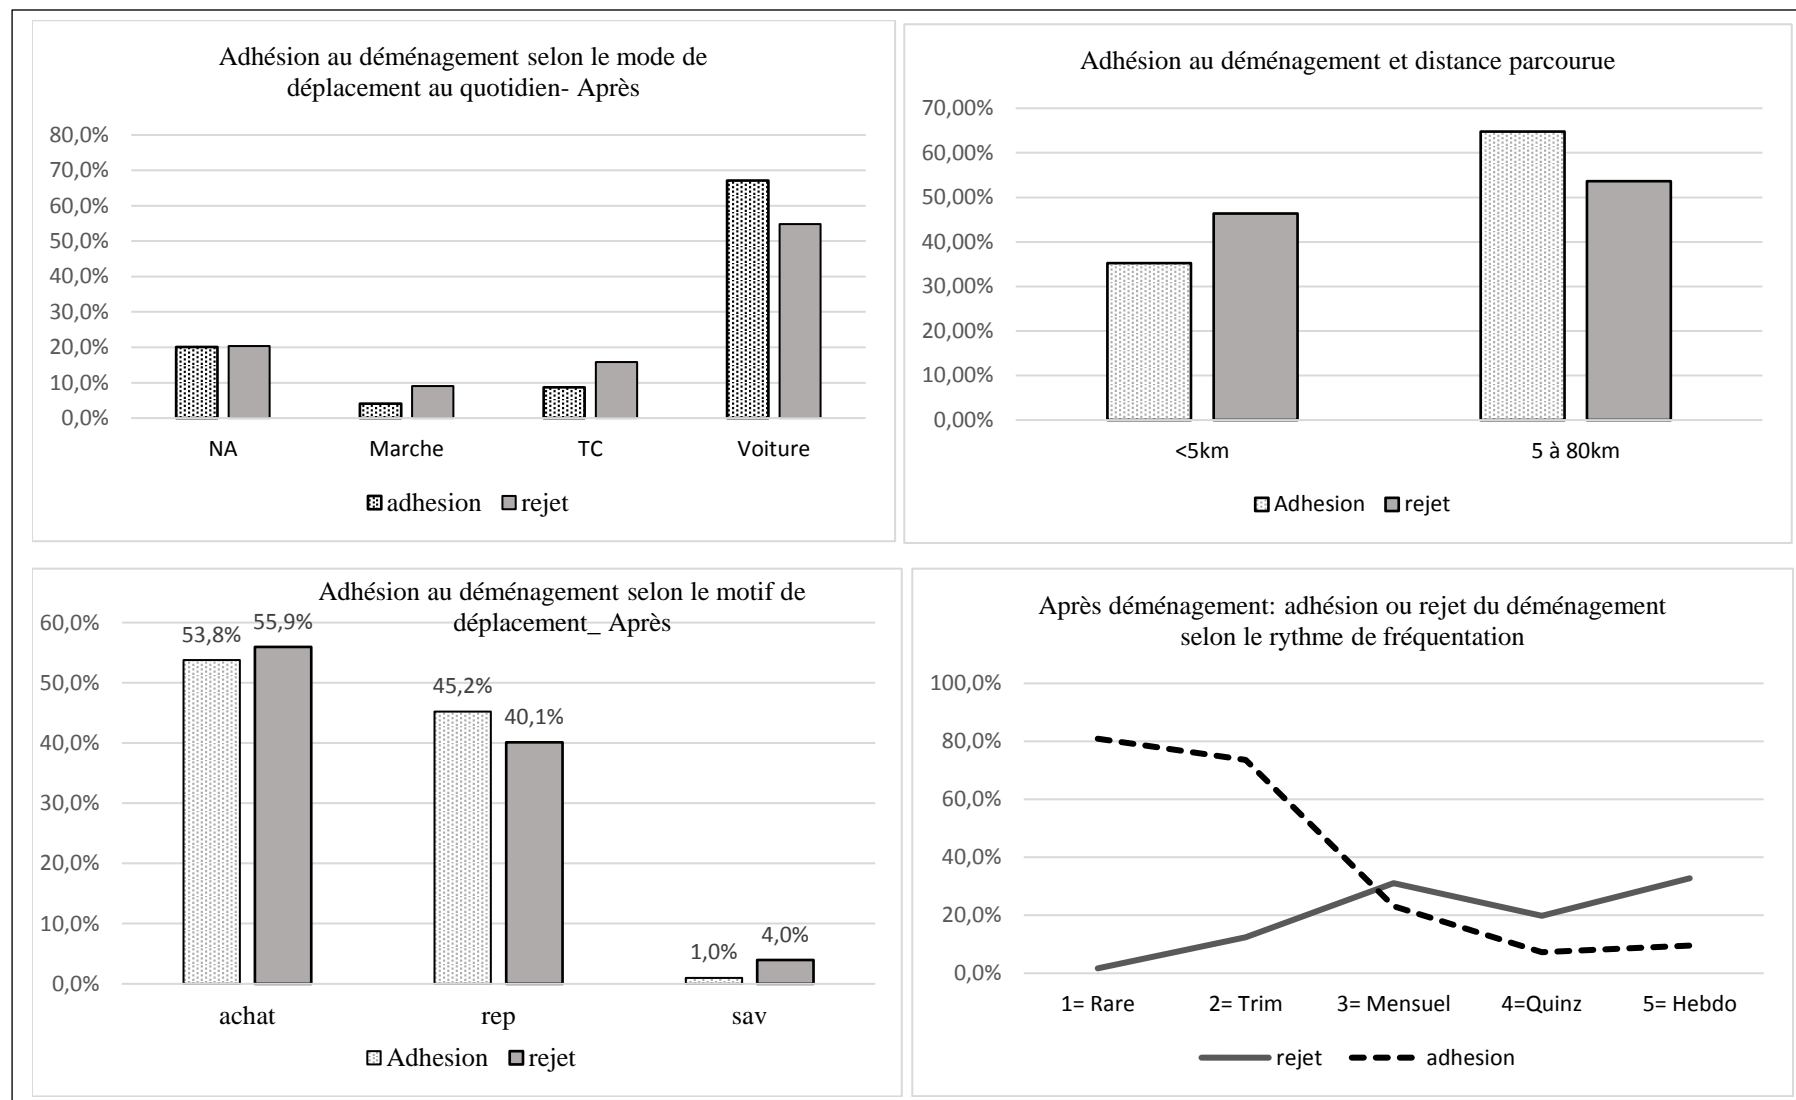 Adhésion au déménagement selon le mode de
déplacement au quotidien- Après
80,0%
70,0%
60,0%
50,0%
40,0%
30,0%
20,0%
10,0%
0,0%
NA Marche TC Voiture
adhesion rejet
Adhésion au déménagement et distance parcourue
70,00%
60,00%
50,00%
40,00%
30,00%
20,00%
10,00%
0,00%
<5km 5 à 80km
Adhesion rejet
Adhésion au déménagement selon le motif de
déplacement_ Après
60,0%
50,0%
40,0%
30,0%
20,0%
10,0%
0,0%
53,8% 55,9%
45,2%
40,1%
1,0% 4,0%
achat rep sav
Adhesion rejet
Après déménagement: adhésion ou rejet du déménagement
selon le rythme de fréquentation
100,0%
80,0%
60,0%
40,0%
20,0%
0,0%
1= Rare 2= Trim 3= Mensuel 4=Quinz 5= Hebdo
rejet adhesion